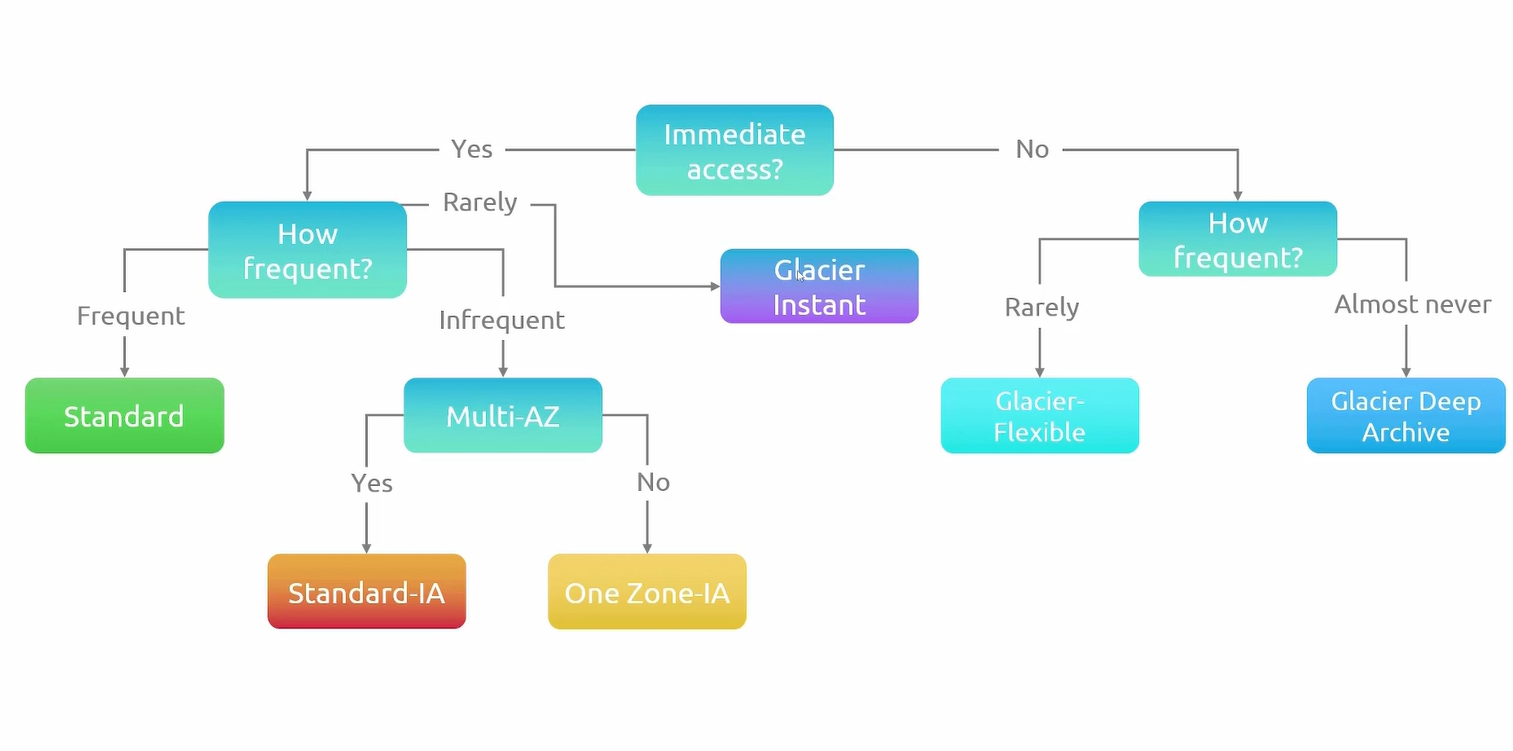 Immediate
access?
Yes
No
Rarely
How
frequent?
How
frequent?
Glacier
Instant
Frequent
Infrequent
Rarely
Almost never
Standard
Multi-AZ
Glacier-
Flexible
Glacier Deep
Archive
Yes
No
Standard-IA
One Zone-IA